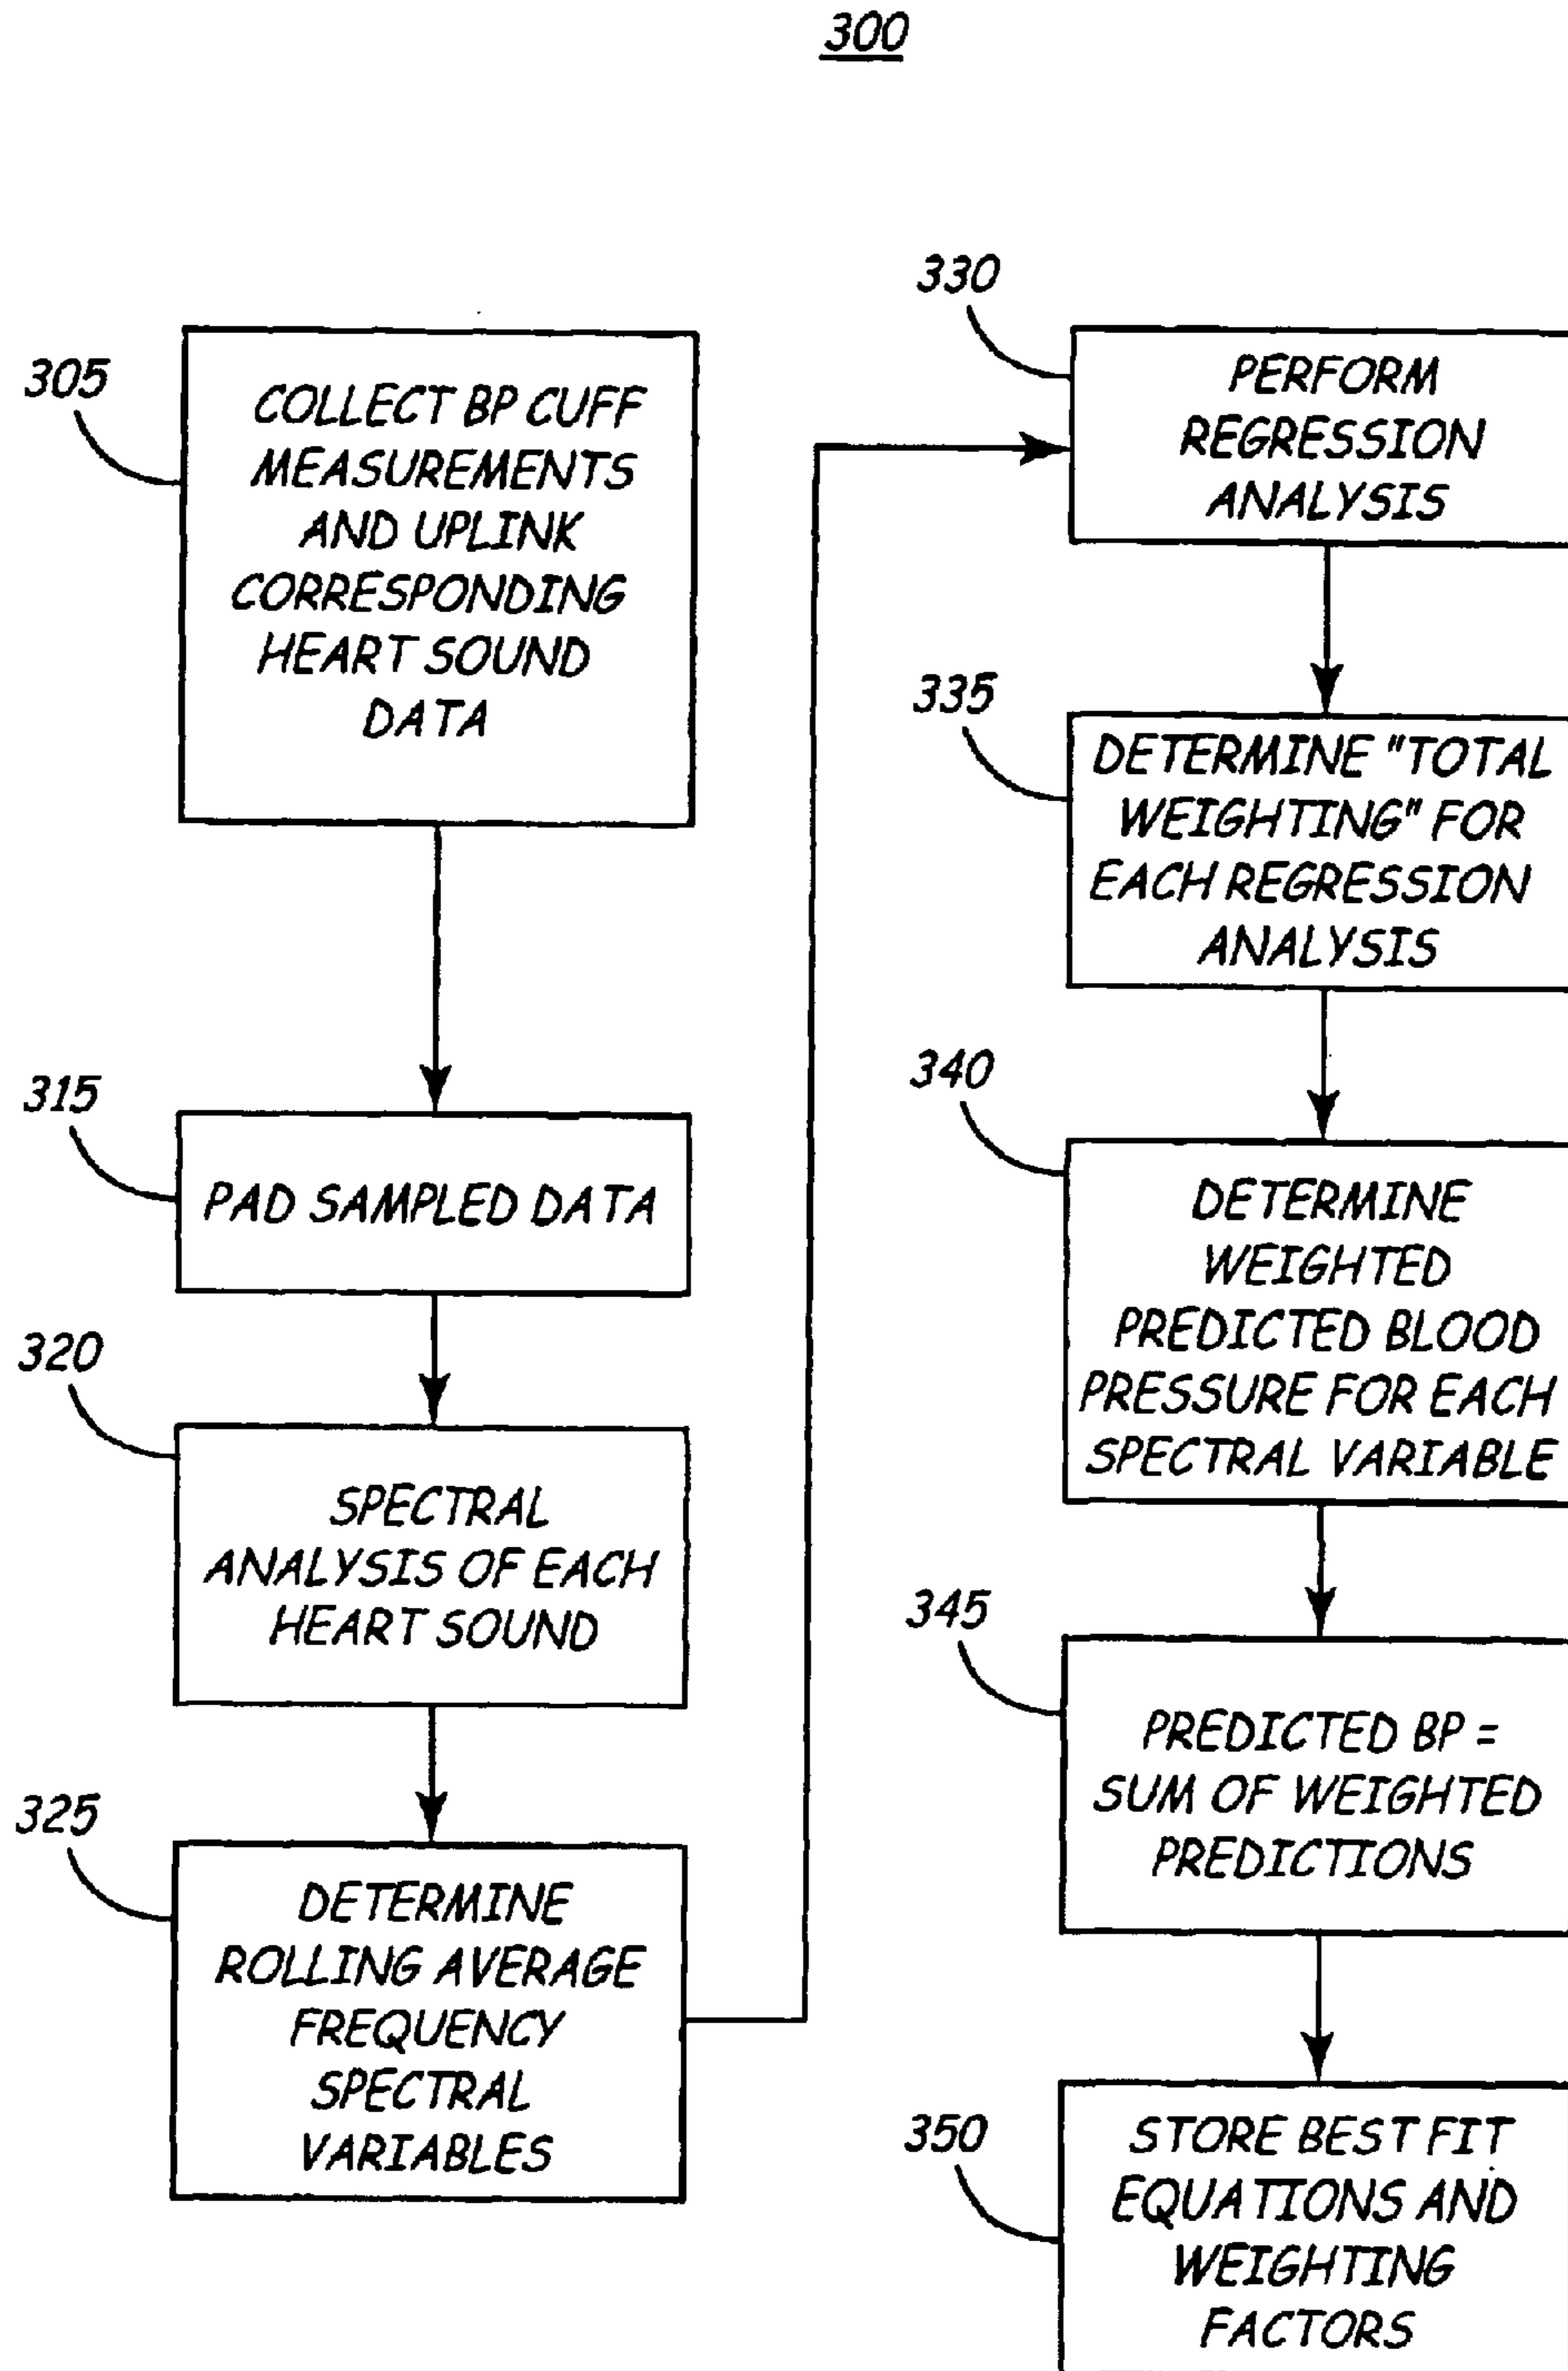 300
305
COLLECT BP CUFF
MEASUREMENTS
AND UPLINK
CORRESPONDING
HEART SOUND
DATA
315
PAD SAMPLED DATA
320
SPECTRAL
ANALYSIS OF EACH
HEART SOUND
325
DETERMINE
ROLLING AVERAGE
FREQUENCY
SPECTRAL
VARIABLES
330
PERFORM
REGRESSION
ANALYSIS
335
DETERMINE "TOTAL
WEIGHTING" FOR
EACH REGRESSION
ANALYSIS
340
DETERMINE
WEIGHTED
PREDICTED BLOOD
PRESSURE FOR EACH
SPECTRAL VARIABLE
345
PREDICTED BP =
SUM OF WEIGHTED
PREDICTIONS
350
STORE BEST FIT
EQUATIONS AND
WEIGHTING
FACTORS